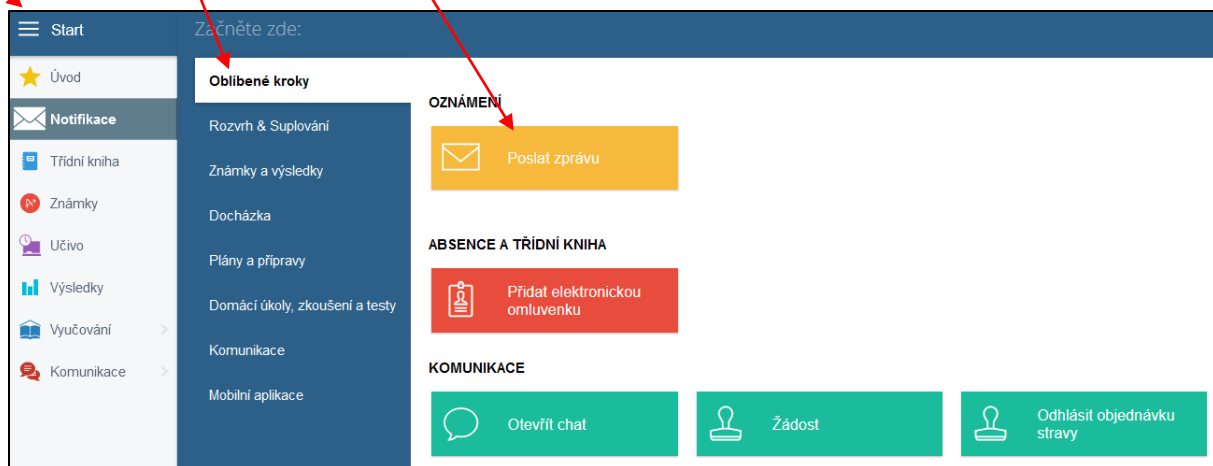 Start
Začněte zde:
Úvod
Notifikace
Třídní kniha
Známky
Učivo
Výsledky
Vyučování
Komunikace
Oblíbené kroky
Rozvrh & Suplování
Známky a výsledky
Docházka
Plány a přípravy
Domácí úkoly, zkoušení a testy
Komunikace
Mobilní aplikace
OZNÁMENÍ
Poslat zprávu
ABSENCE A TŘÍDNÍ KNIHA
Přidat elektronickou
omluvenku
KOMUNIKACE
Otevřít chat
Žádost
Odhlásit objednávku
stravy